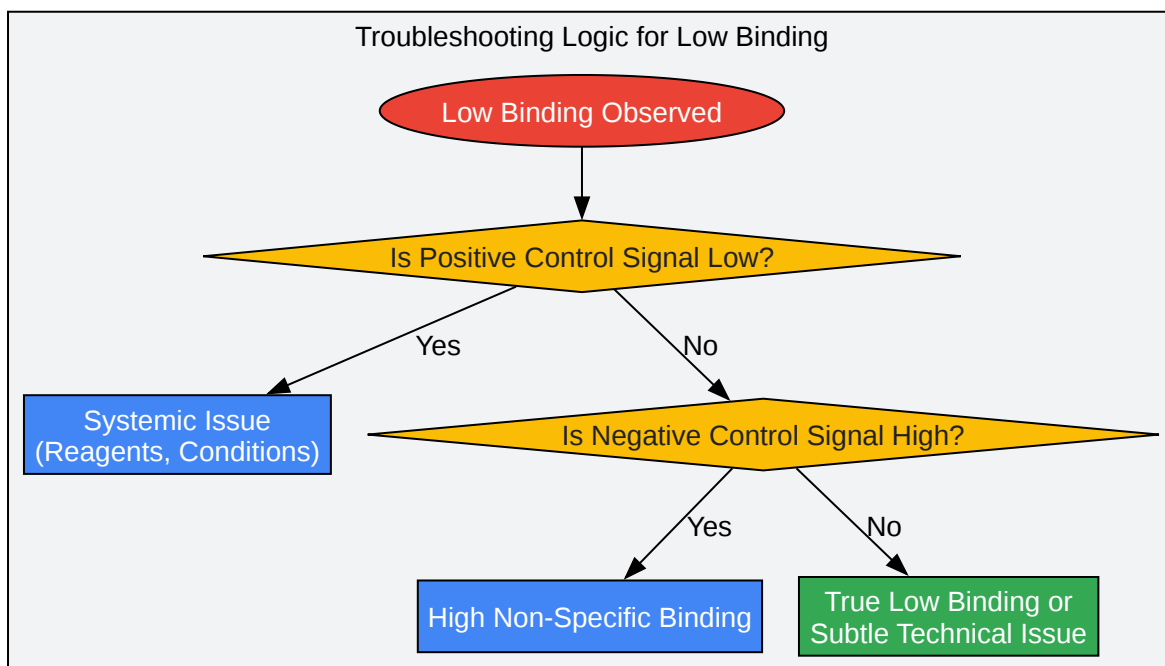 Troubleshooting Logic for Low Binding
Low Binding Observed
Is Positive Control Signal Low?
Yes
No
Systemic Issue
(Reagents, Conditions)
Is Negative Control Signal High?
Yes
No
High Non-Specific Binding
True Low Binding or
Subtle Technical Issue